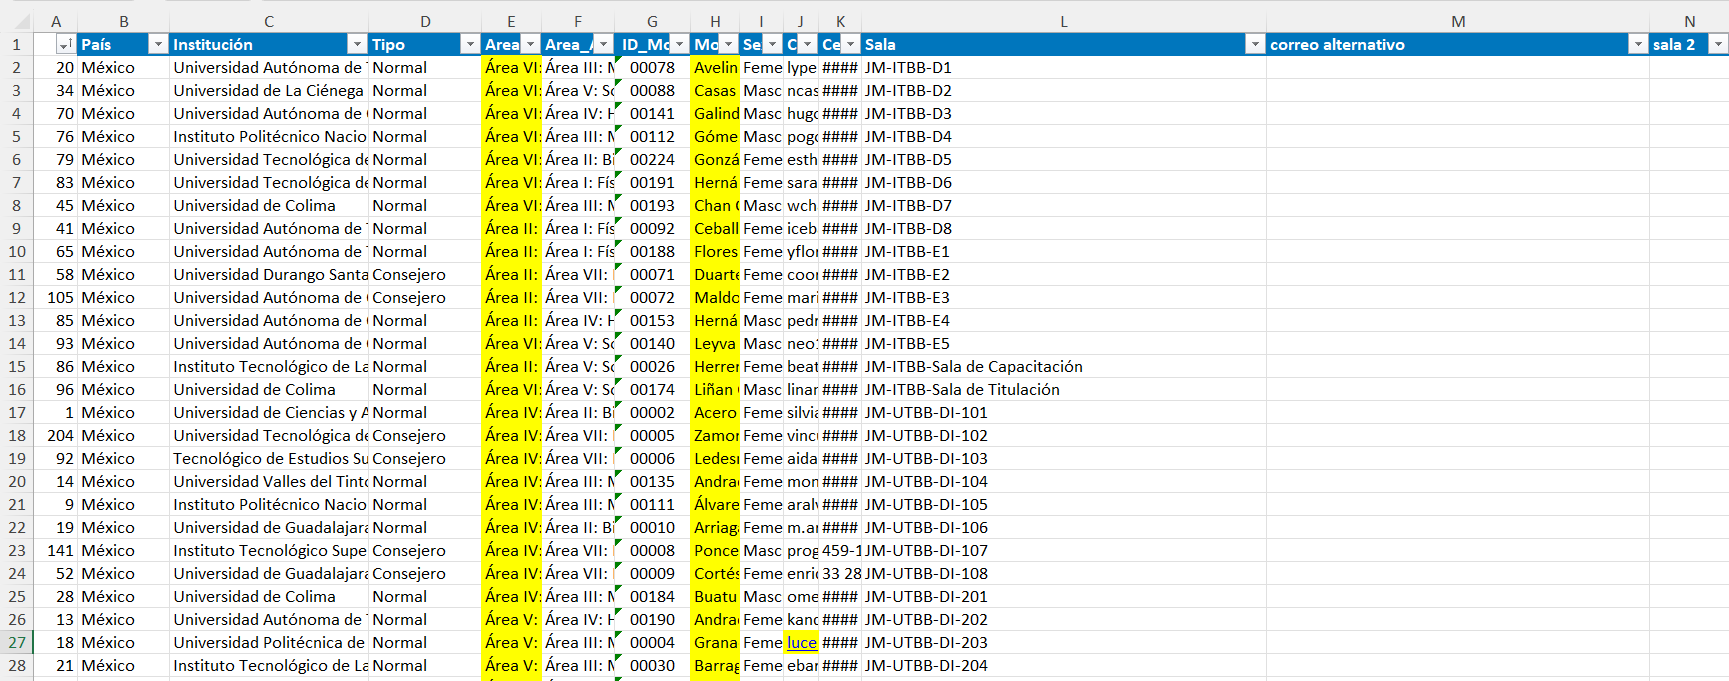 A B C D E F G H I J K L M N
1 País Institución Tipo Area Area_A ID_Mo Mo Se C Ce Sala correo alternativo sala 2
2 20 México Universidad Autónoma de Normal Área VI: Área III: M 00078 Avelin Feme lype #### JM-ITBB-D1
3 34 México Universidad de La Ciénega Normal Área VI: Área V: So 00088 Casas Masc ncas #### JM-ITBB-D2
4 70 México Universidad Autónoma de Normal Área VI: Área IV: H 00141 Galind Masc hugo #### JM-ITBB-D3
5 76 México Instituto Politécnico Nacio Normal Área VI: Área III: M 00112 Góme Masc pogo #### JM-ITBB-D4
6 79 México Universidad Tecnológica de Normal Área VI: Área II: Bi 00224 Gonzá Feme esth #### JM-ITBB-D5
7 83 México Universidad Tecnológica de Normal Área VI: Área I: Fís 00191 Herná Feme sara #### JM-ITBB-D6
8 45 México Universidad de Colima Normal Área VI: Área III: M 00193 Chan Masc wch #### JM-ITBB-D7
9 41 México Universidad Autónoma de Normal Área II: Área I: Fís 00092 Ceball Feme iceb #### JM-ITBB-D8
10 65 México Universidad Autónoma de Normal Área II: Área I: Fís 00188 Flores Feme yflor #### JM-ITBB-E1
11 58 México Universidad Durango Santa Consejero Área II: Área VII: 00071 Duarte Feme coor #### JM-ITBB-E2
12 105 México Universidad Autónoma de Consejero Área II: Área VII: 00072 Maldo Feme mari #### JM-ITBB-E3
13 85 México Universidad Autónoma de Normal Área II: Área IV: H 00153 Herná Masc pedr #### JM-ITBB-E4
14 93 México Universidad Autónoma de Normal Área VI: Área V: So 00140 Leyva Masc neo #### JM-ITBB-E5
15 86 México Instituto Tecnológico de La Normal Área II: Área V: So 00026 Herrer Feme beat #### JM-ITBB-Sala de Capacitación
16 96 México Universidad de Colima Normal Área VI: Área V: So 00174 Liñan Masc linar #### JM-ITBB-Sala de Titulación
17 1 México Universidad de Ciencias y A Normal Área IV: Área II: Bi 00002 Acero Feme silvia #### JM-UTBB-DI-101
18 204 México Universidad Tecnológica de Consejero Área IV: Área VII: 00005 Zamor Feme vinc #### JM-UTBB-DI-102
19 92 México Tecnológico de Estudios Su Consejero Área IV: Área VII: 00006 Ledes Feme aida #### JM-UTBB-DI-103
20 14 México Universidad Valles del Tinto Normal Área IV: Área III: M 00135 Andra Feme mon #### JM-UTBB-DI-104
21 9 México Instituto Politécnico Nacio Normal Área IV: Área III: M 00111 Álvare Feme aralv #### JM-UTBB-DI-105
22 19 México Universidad de Guadalajara Normal Área IV: Área II: Bi 00010 Arriaga Feme m.ar #### JM-UTBB-DI-106
23 141 México Instituto Tecnológico Supe Consejero Área IV: Área VII: 00008 Ponce Masc prog 459-1 JM-UTBB-DI-107
24 52 México Universidad de Guadalajara Consejero Área IV: Área VII: 00009 Cortés Feme enric 33 28 JM-UTBB-DI-108
25 28 México Universidad de Colima Normal Área IV: Área III: M 00184 Buatu Masc ome #### JM-UTBB-DI-201
26 13 México Universidad Autónoma de Normal Área V: Área IV: H 00190 Andra Feme kand #### JM-UTBB-DI-202
27 18 México Universidad Politécnica de Normal Área V: Área III: M 00004 Grana Feme luce #### JM-UTBB-DI-203
28 21 México Instituto Tecnológico de La Normal Área V: Área III: M 00030 Barrag Feme ebar #### JM-UTBB-DI-204